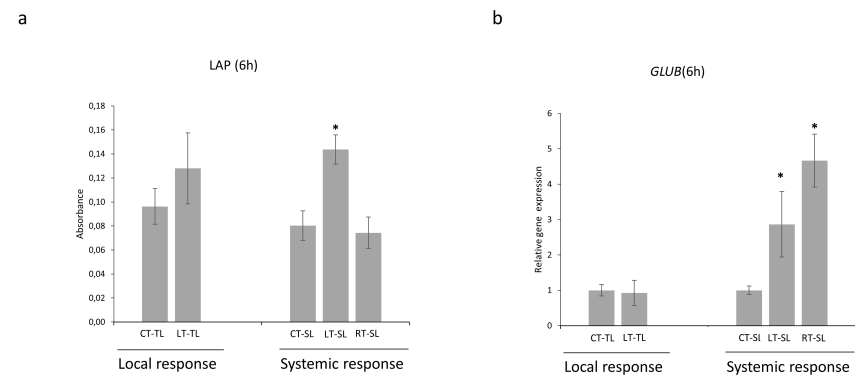 a
LAP (6h)
Absorbance
0,18
0,16
0,14
0,12
0,10
0,08
0,06
0,04
0,02
0,00
*
CT-TL LT-TL CT-SL LT-SL RT-SL
Local response Systemic response
b
GLUB(6h)
Relative gene expression
6
5
4
3
2
1
0
*
*
CT-TL LT-TL CT-SL LT-SL RT-SL
Local response Systemic response